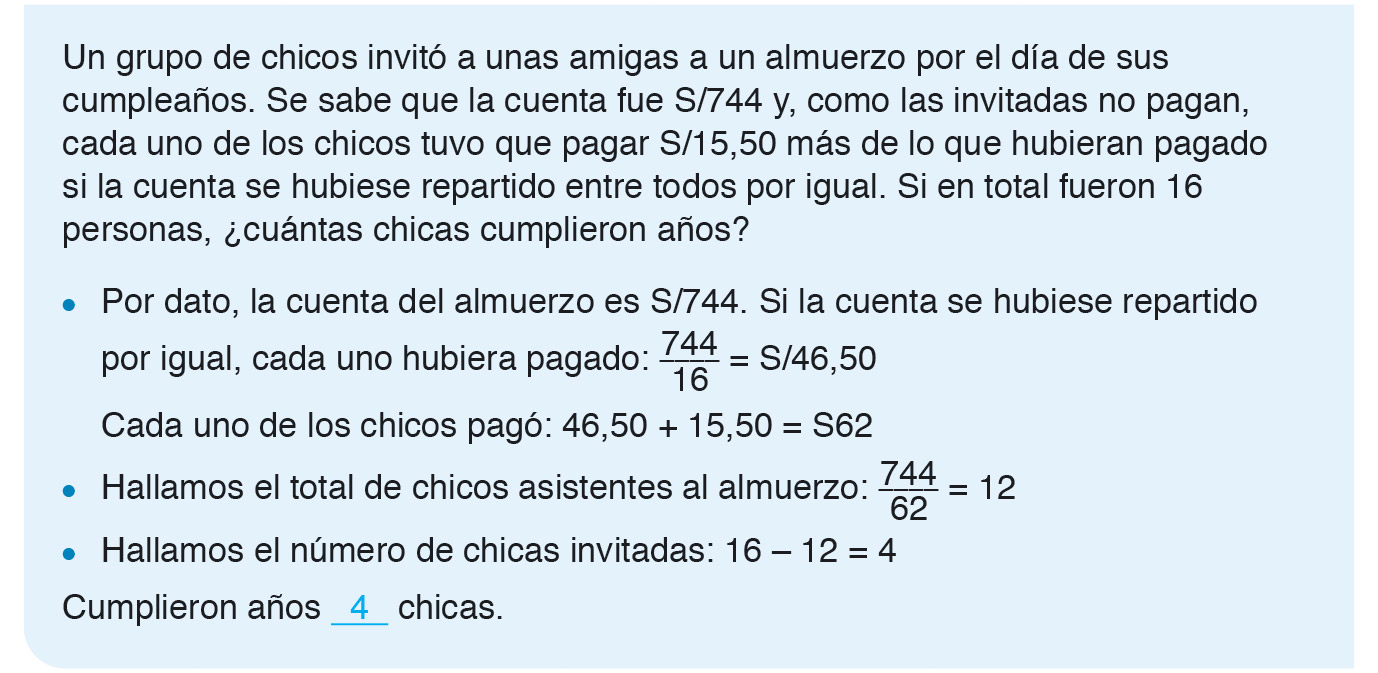 Un grupo de chicos invitó a unas amigas a un almuerzo por el día de sus
cumpleaños. Se sabe que la cuenta fue S/744 y, como las invitadas no pagan,
cada uno de los chicos tuvo que pagar S/15,50 más de lo que hubieran pagado
si la cuenta se hubiese repartido entre todos por igual. Si en total fueron 16
personas, ¿cuántas chicas cumplieron años?
• Por dato, la cuenta del almuerzo es S/744. Si la cuenta se hubiese repartido
por igual, cada uno hubiera pagado: 744/16 = S/46,50
Cada uno de los chicos pagó: 46,50 + 15,50 = S62
• Hallamos el total de chicos asistentes al almuerzo: 744/62 = 12
• Hallamos el número de chicas invitadas: 16 – 12 = 4
Cumplieron años 4 chicas.